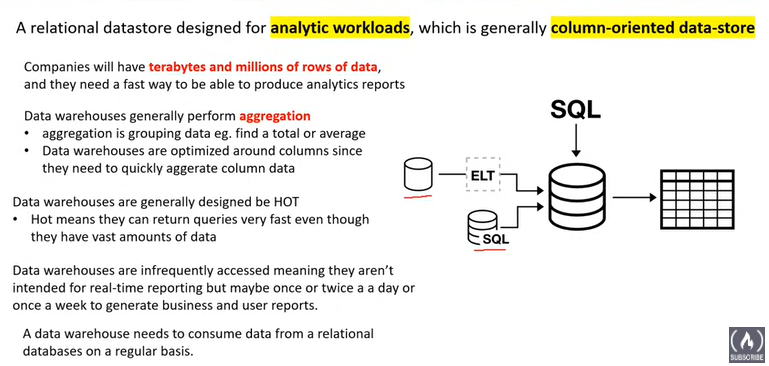 A relational datastore designed for analytic workloads, which is generally column-oriented data-store
Companies will have terabytes and millions of rows of data,
and they need a fast way to be able to produce analytics reports
Data warehouses generally perform aggregation
• aggregation is grouping data eg. find a total or average
• Data warehouses are optimized around columns since
they need to quickly aggerate column data
Data warehouses are generally designed be HOT
• Hot means they can return queries very fast even though
they have vast amounts of data
Data warehouses are infrequently accessed meaning they aren't
intended for real-time reporting but maybe once or twice a a day or
once a week to generate business and user reports.
A data warehouse needs to consume data from a relational
databases on a regular basis.
SQL
ELT
SQL
SUBSCRIBE